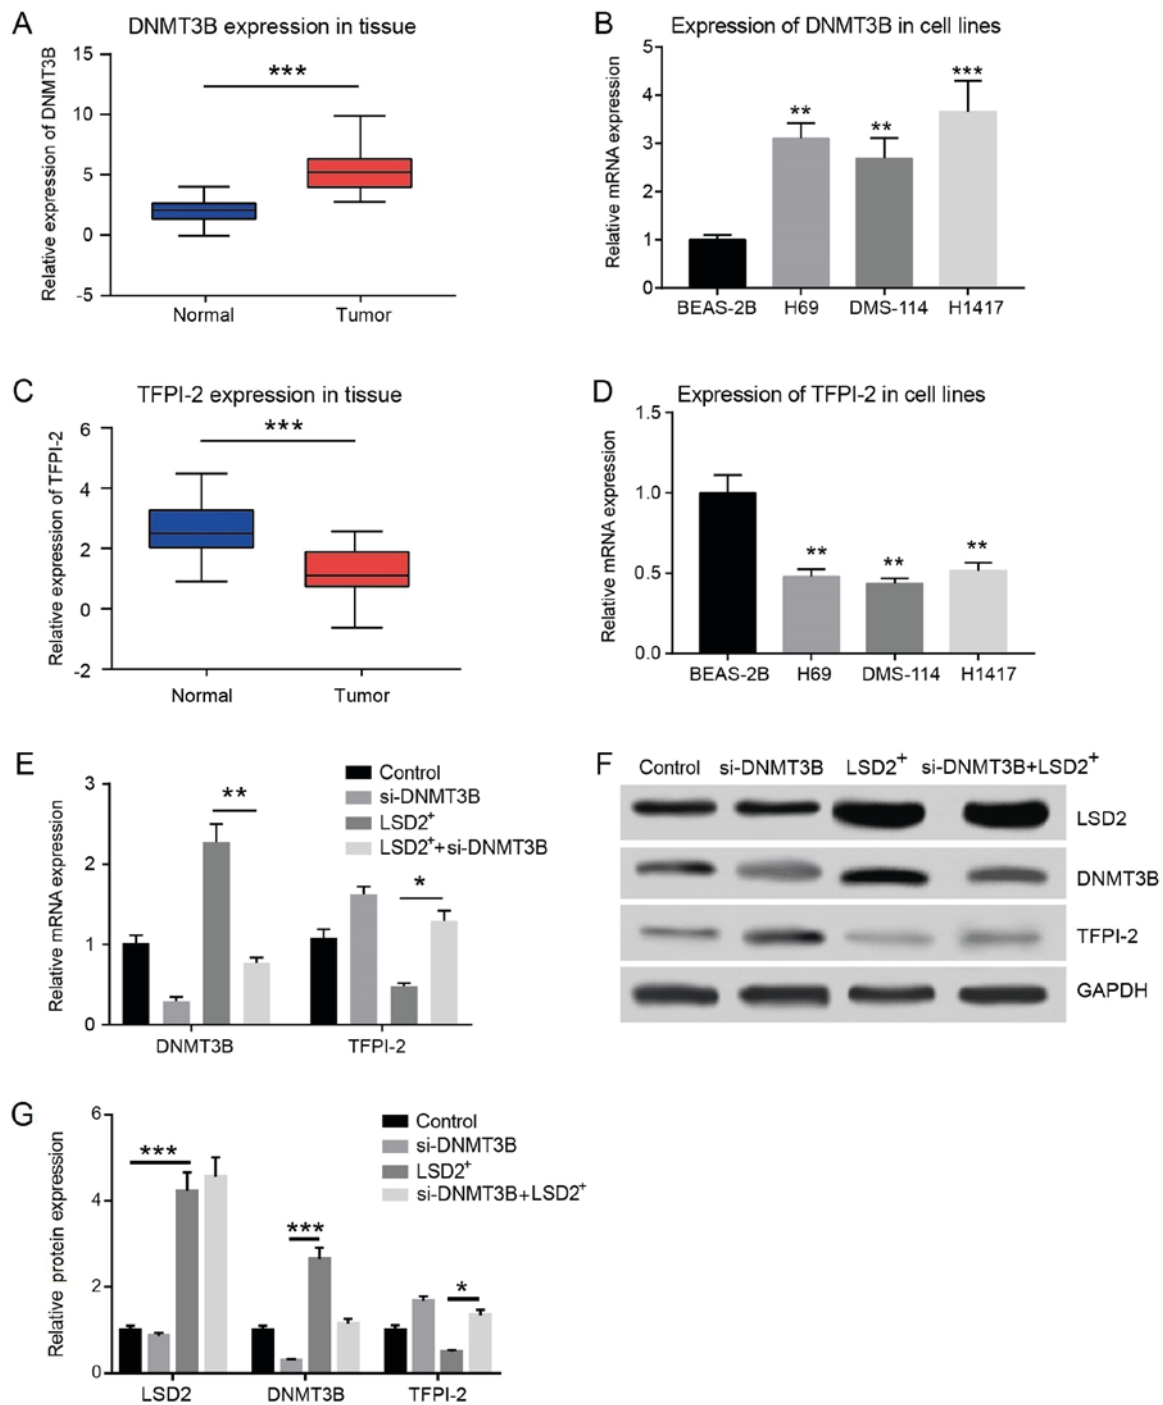 A
DNMT3B expression in tissue
Relative expression of DNMT3B
15
10
5
0
-5
***
Normal
Tumor
B
Expression of DNMT3B in cell lines
Relative mRNA expression
5
4
3
2
1
0
**
**
***
BEAS-2B
H69
DMS-114
H1417
C
TFPI-2 expression in tissue
Relative expression of TFPI-2
6
4
2
0
-2
***
Normal
Tumor
D
Expression of TFPI-2 in cell lines
Relative mRNA expression
1.5
1.0
0.5
0.0
**
**
**
BEAS-2B
H69
DMS-114
H1417
E
Relative mRNA expression
3
2
1
0
Control
si-DNMT3B
LSD2+
LSD2++si-DNMT3B
**
*
DNMT3B
TFPI-2
F
Control
si-DNMT3B
LSD2+
si-DNMT3B+LSD2+
LSD2
DNMT3B
TFPI-2
GAPDH
G
Relative protein expression
6
4
2
0
Control
si-DNMT3B
LSD2+
si-DNMT3B+LSD2+
***
***
*
LSD2
DNMT3B
TFPI-2